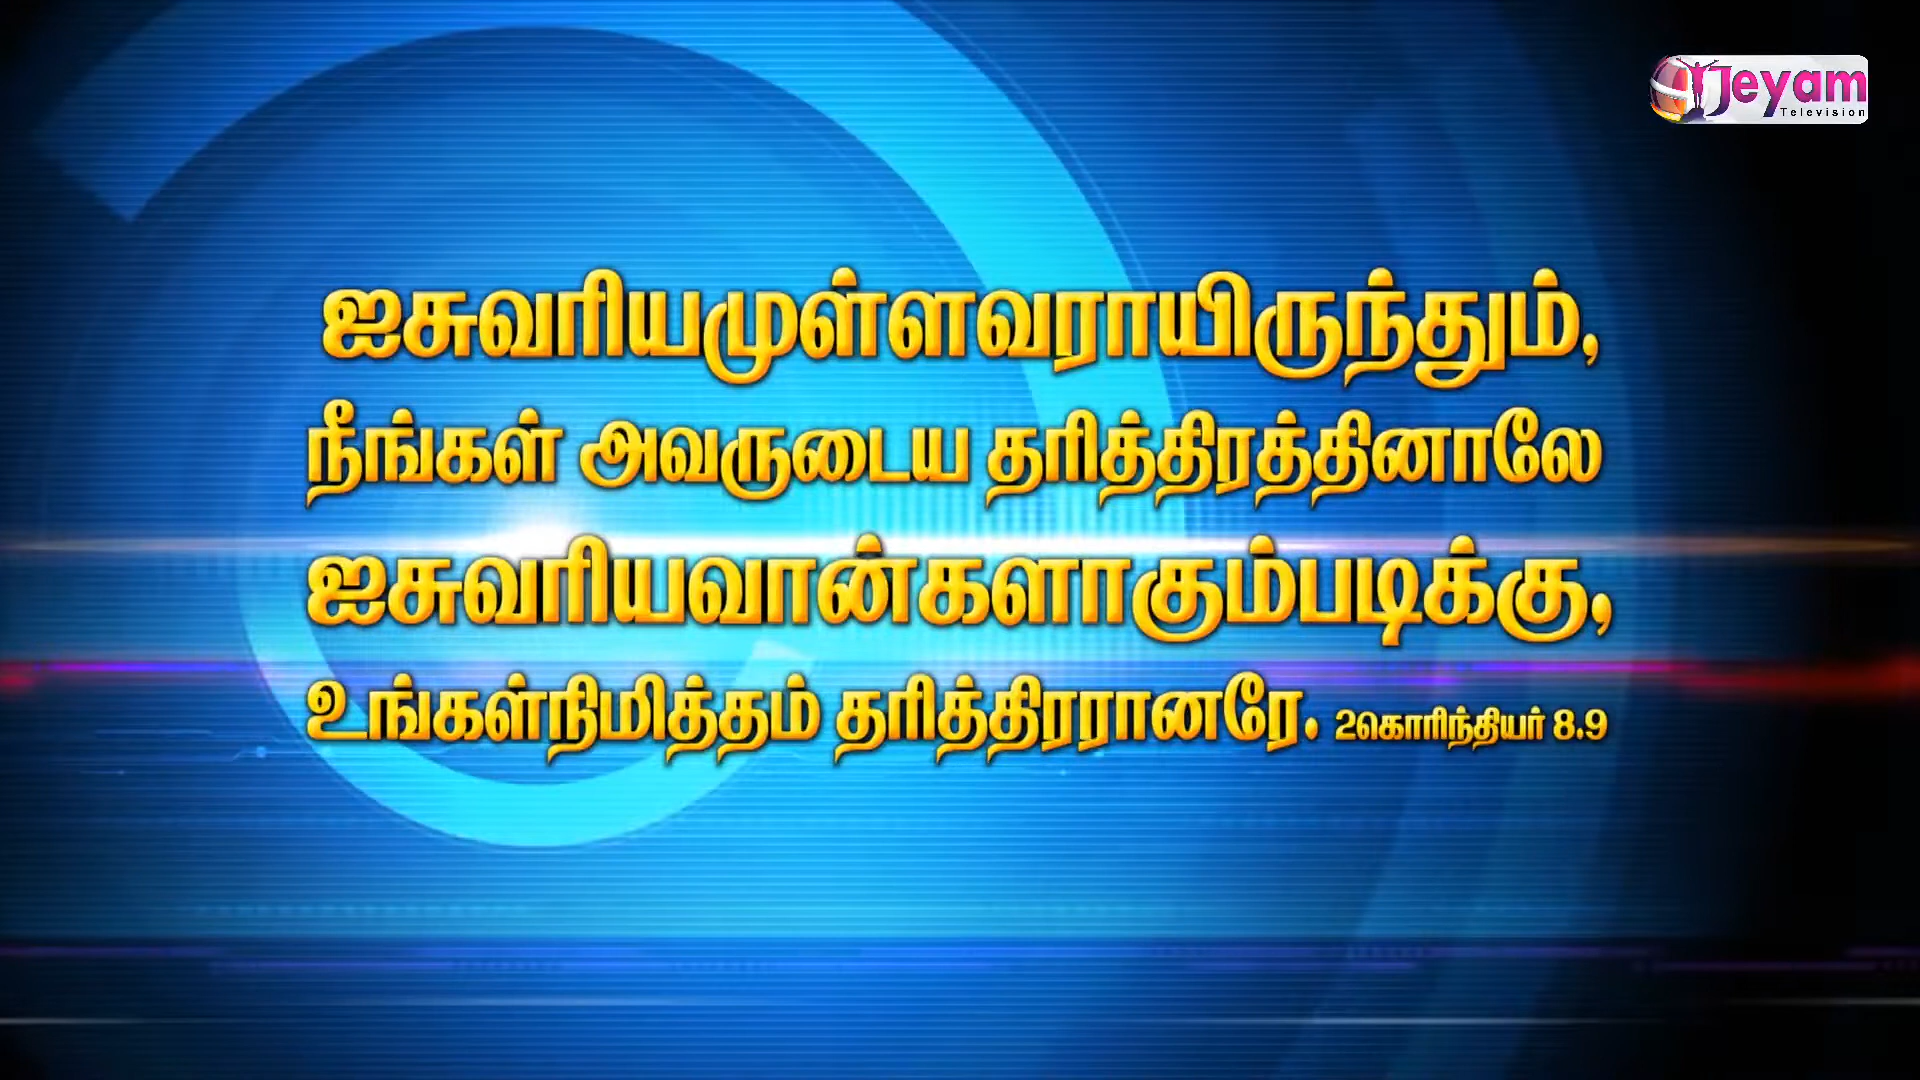 Jeyam
Television
ஐசுவரியமுள்ளவராயிருந்தும்,
நீங்கள் அவருடைய தரித்திரத்தினாலே
ஐசுவரியவான்களாகும்படிக்கு,
உங்கள்நிமித்தம் தரித்திரரானரே. 2கொரிந்தியர் 8.9